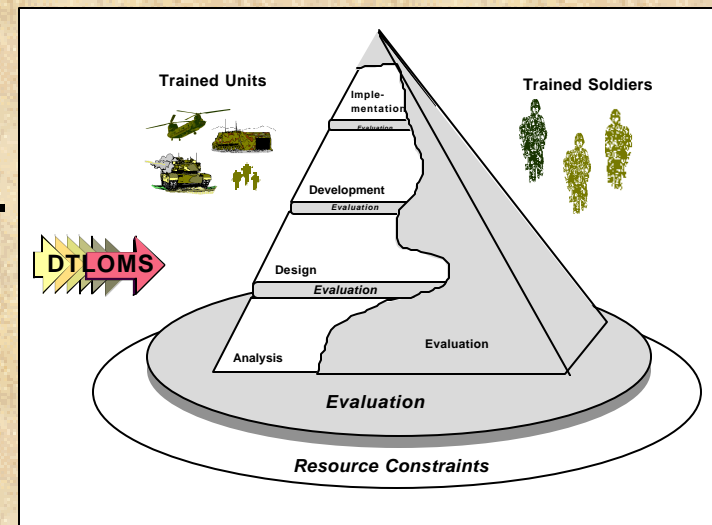 Trained Units
Trained Soldiers
Imple-
mentation
Evaluation
Development
Evaluation
DTLOMS
Design
Evaluation
Analysis
Evaluation
Evaluation
Resource Constraints